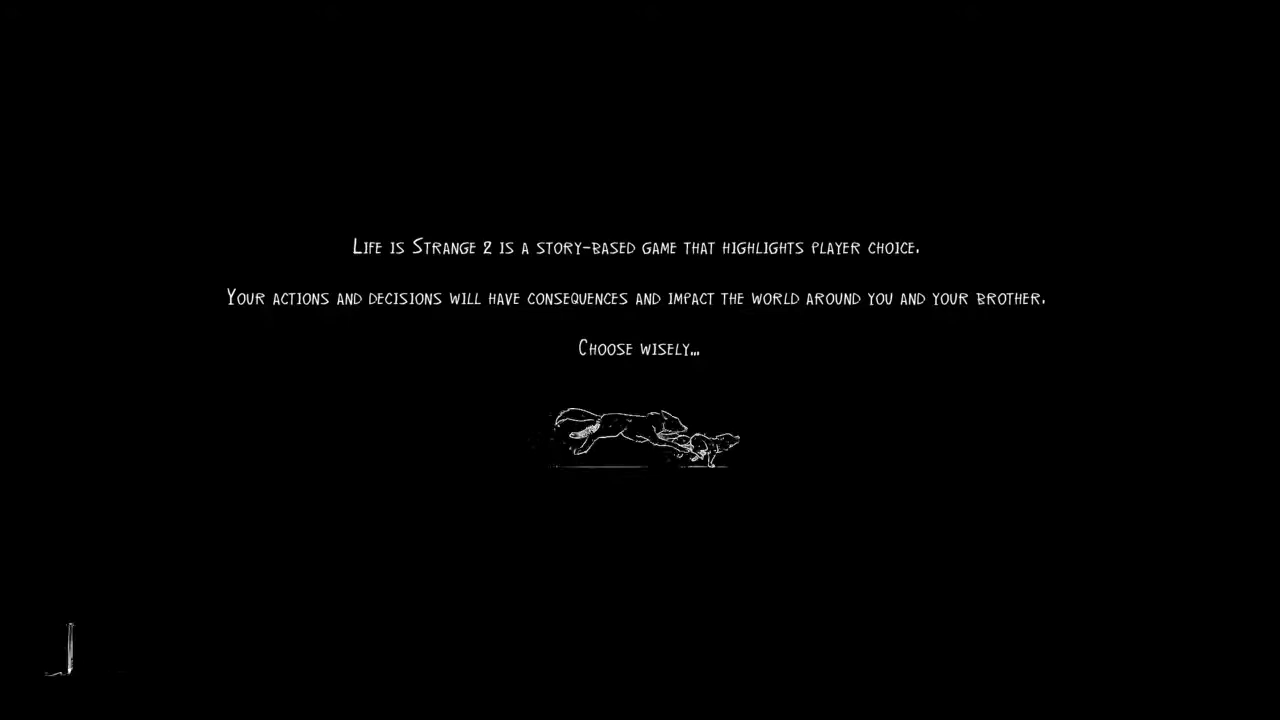 Life is Strange 2 is a story-based game that highlights player choice.
Your actions and decisions will have consequences and impact the world around you and your brother.
Choose wisely...